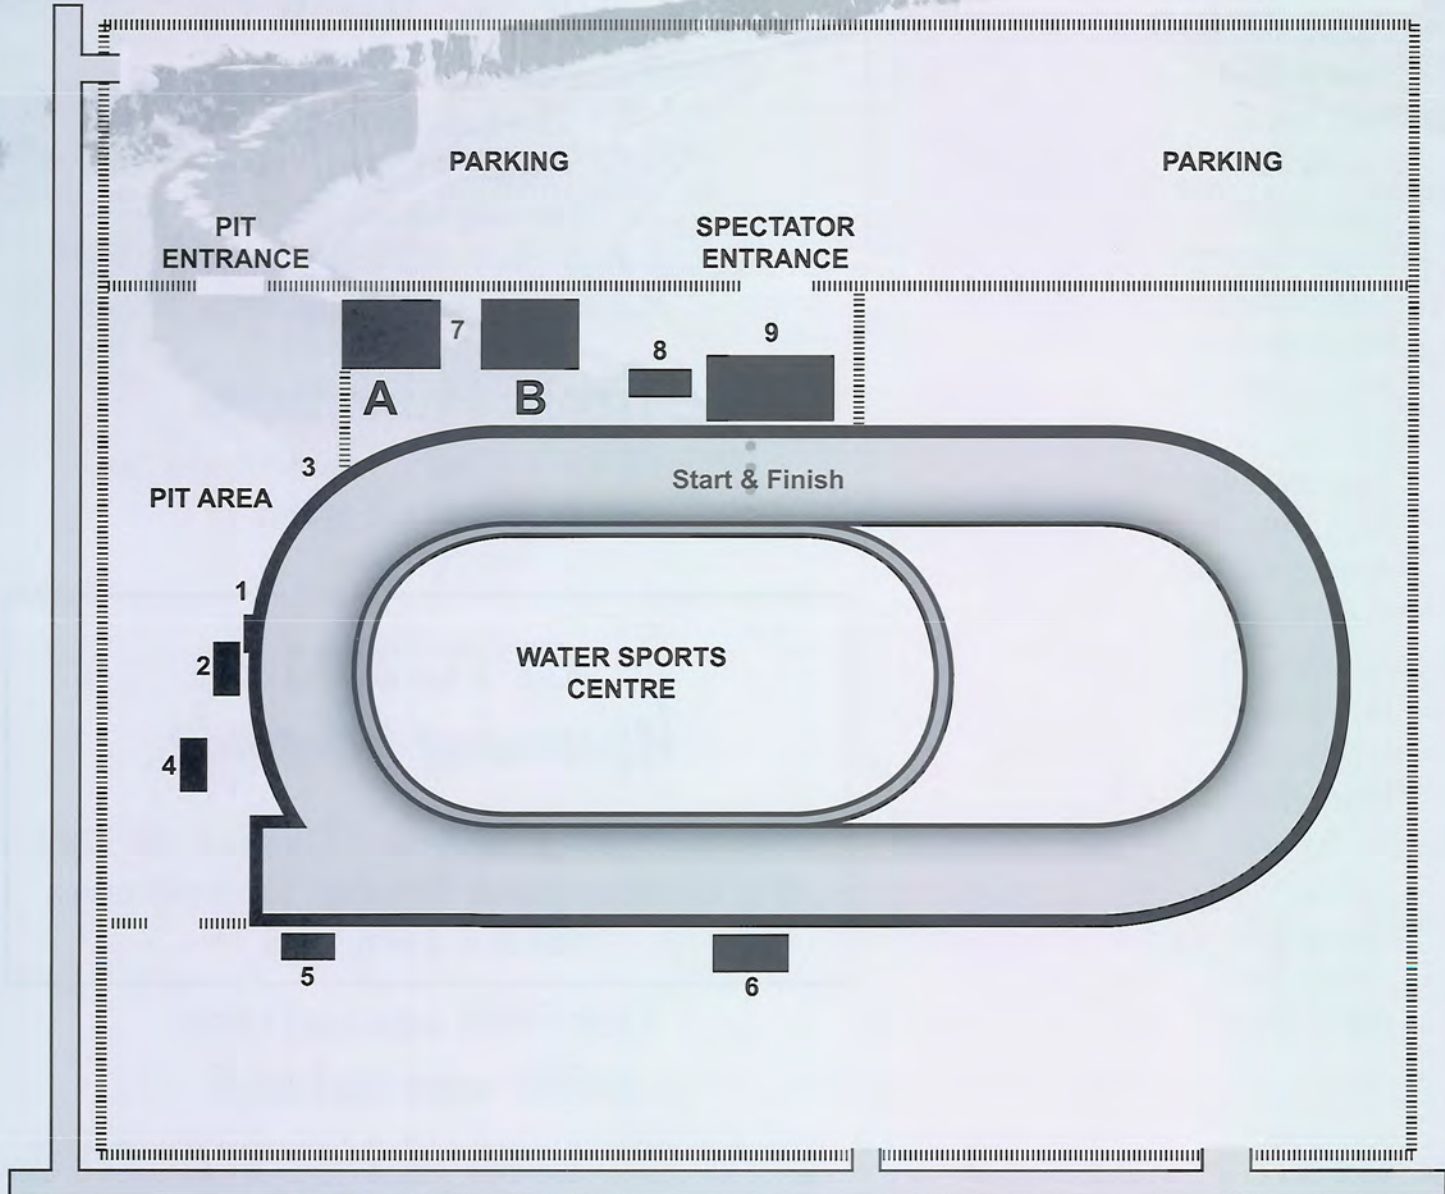 PARKING
PARKING
PIT
ENTRANCE
SPECTATOR
ENTRANCE
7
8
9
A
B
3
Start & Finish
PIT AREA
1
2
WATER SPORTS
CENTRE
4
5
6